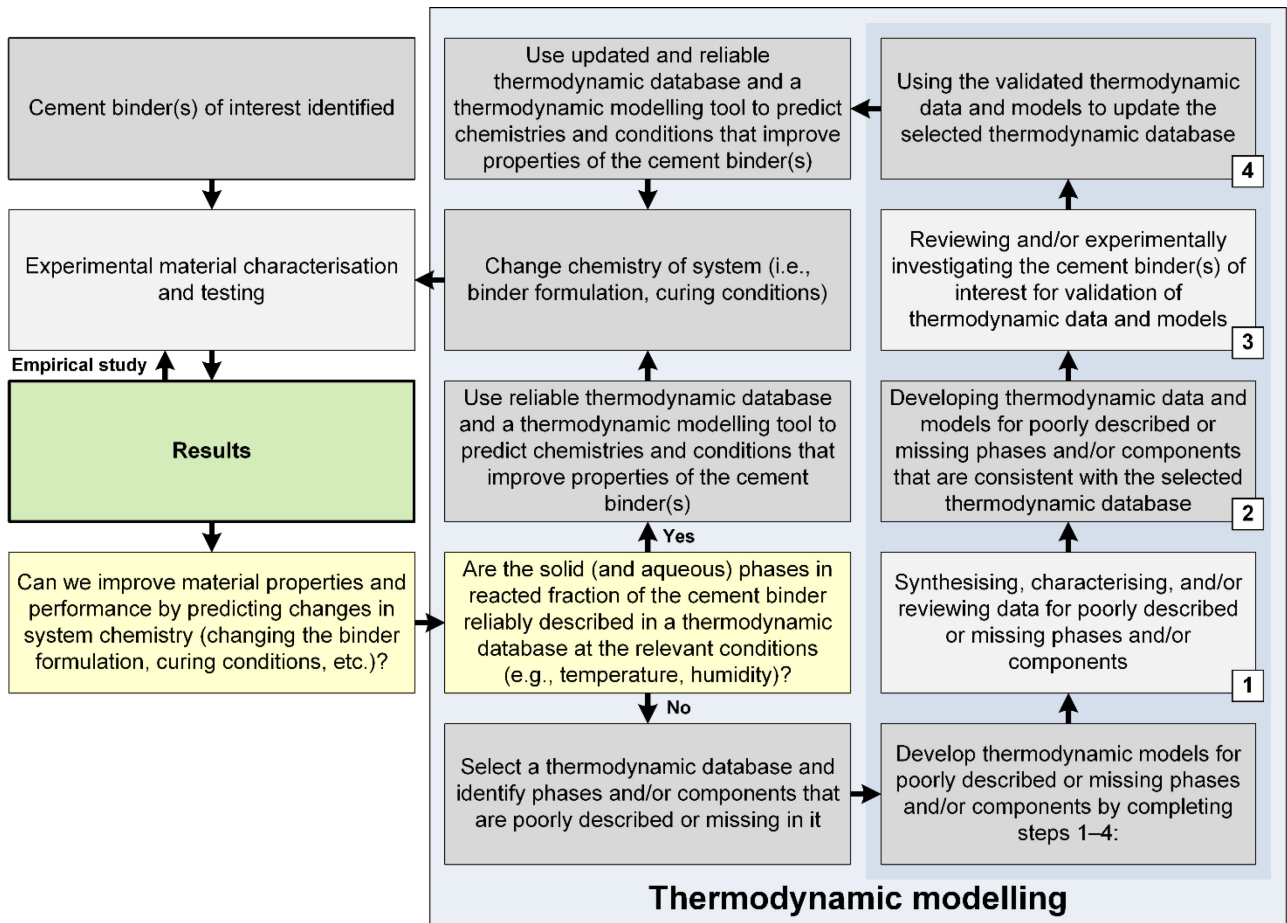 Cement binder(s) of interest identified
Experimental material characterisation
and testing
Empirical study
Results
Can we improve material properties and
performance by predicting changes in
system chemistry (changing the binder
formulation, curing conditions, etc.)?
Use updated and reliable
thermodynamic database and a
thermodynamic modelling tool to predict
chemistries and conditions that improve
properties of the cement binder(s)
Change chemistry of system (i.e.,
binder formulation, curing conditions)
Use reliable thermodynamic database
and a thermodynamic modelling tool to
predict chemistries and conditions that
improve properties of the cement
binder(s)
Yes
Are the solid (and aqueous) phases in
reacted fraction of the cement binder
reliably described in a thermodynamic
database at the relevant conditions
(e.g., temperature, humidity)?
No
Select a thermodynamic database and
identify phases and/or components that
are poorly described or missing in it
Using the validated thermodynamic
data and models to update the
selected thermodynamic database
4
Reviewing and/or experimentally
investigating the cement binder(s) of
interest for validation of
thermodynamic data and models
3
Developing thermodynamic data and
models for poorly described or
missing phases and/or components
that are consistent with the selected
thermodynamic database
2
Synthesising, characterising, and/or
reviewing data for poorly described
or missing phases and/or
components
1
Develop thermodynamic models for
poorly described or missing phases
and/or components by completing
steps 1–4:
Thermodynamic modelling